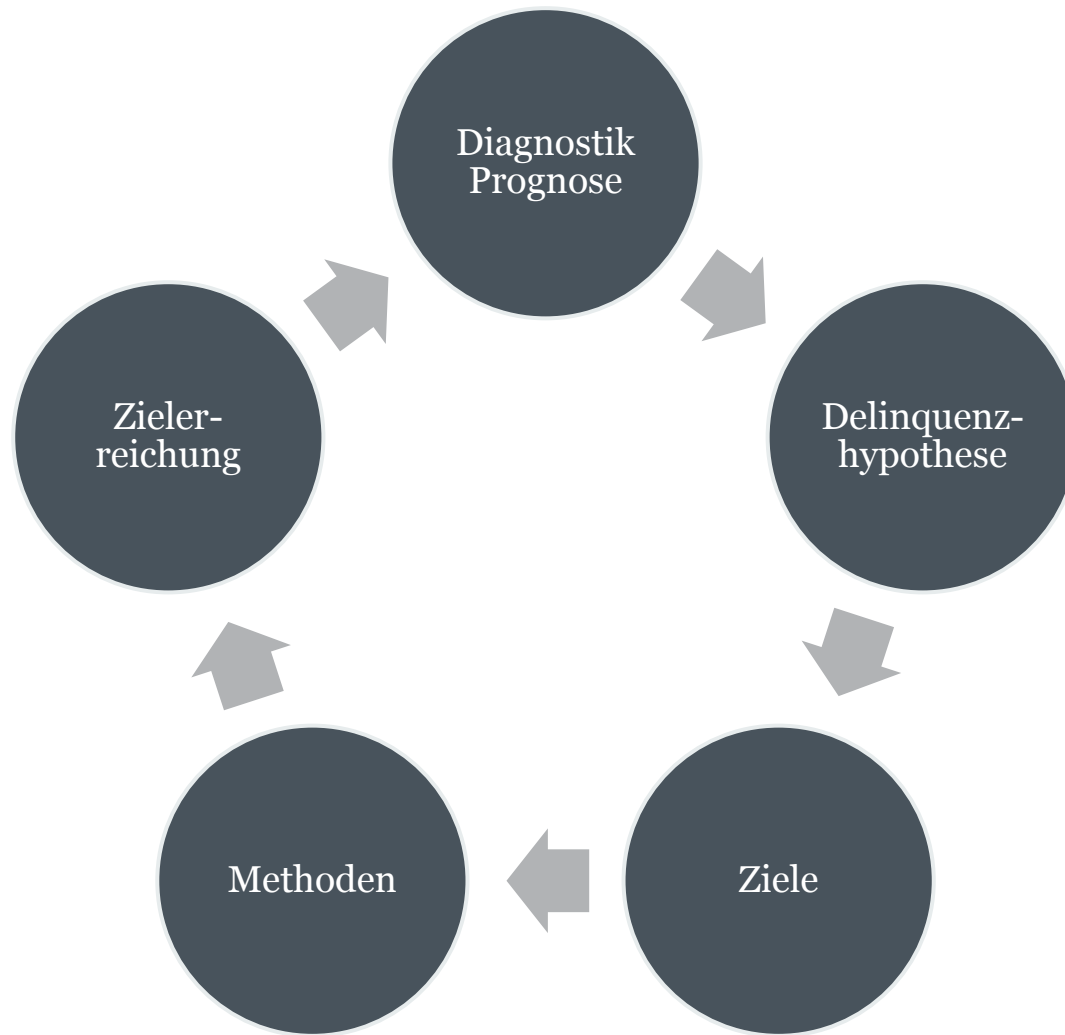 Diagnostik
Prognose
Delinquenz-
hypothese
Ziele
Methoden
Zieler-
reichung